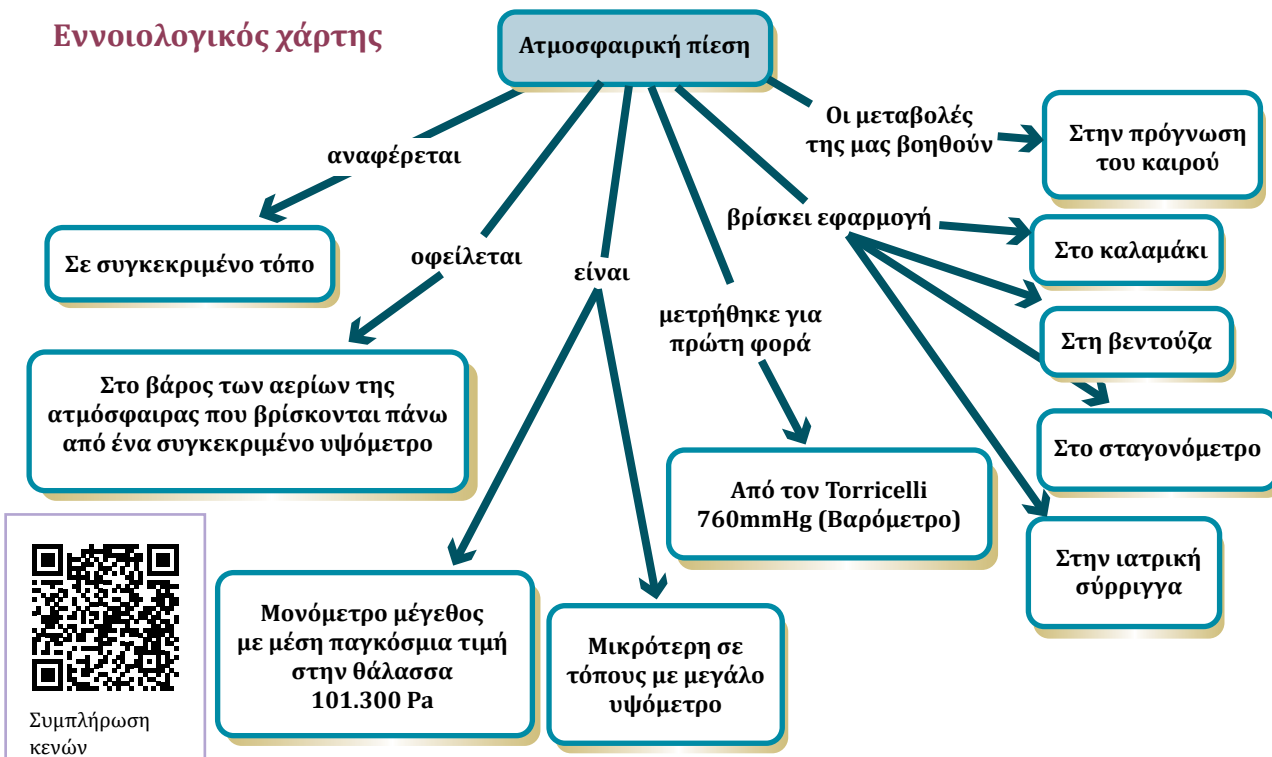 Εννοιολογικός χάρτης
Ατμοσφαιρική πίεση
Οι μεταβολές
της μας βοηθούν
Στην πρόγνωση
του καιρού
αναφέρεται
Σε συγκεκριμένο τόπο
οφείλεται
Στο βάρος των αερίων της
ατμόσφαιρας που βρίσκονται πάνω
από ένα συγκεκριμένο υψόμετρο
είναι
Μονόμετρο μέγεθος
με μέση παγκόσμια τιμή
στην θάλασσα
101.300 Pa
Μικρότερη σε
τόπους με μεγάλο
υψόμετρο
μετρήθηκε για
πρώτη φορά
Από τον Torricelli
760mmHg (Βαρόμετρο)
βρίσκει εφαρμογή
Στο καλαμάκι
Στη βεντούζα
Στο σταγονόμετρο
Στην ιατρική
σύρριγγα
Συμπλήρωση
κενών